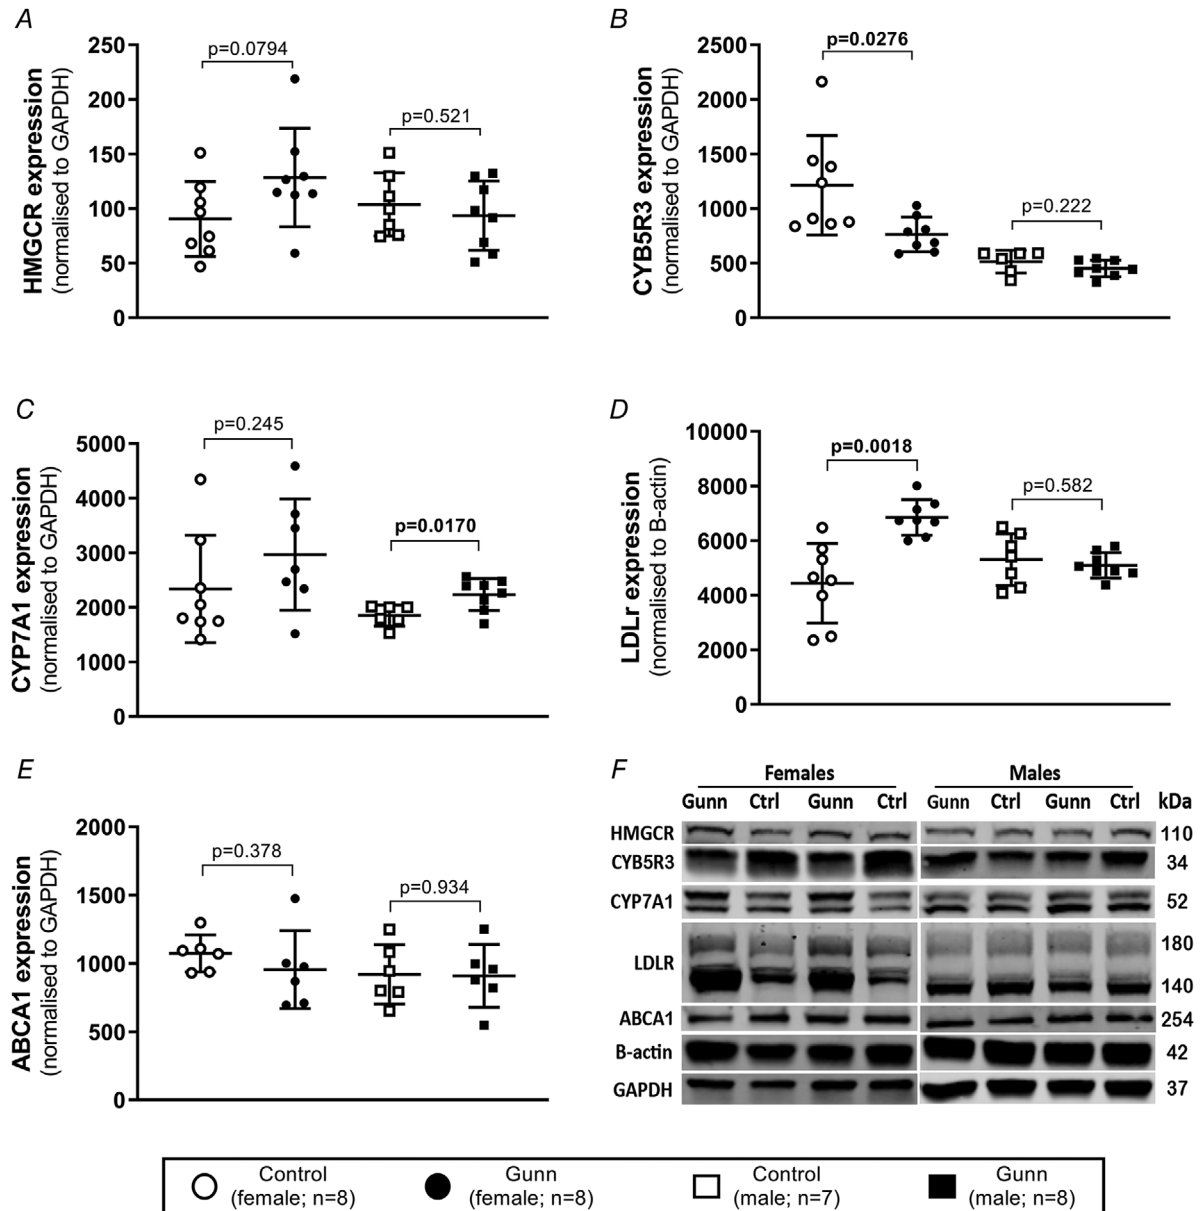 A
HMGCR expression
(normalised to GAPDH)
250
200
150
100
50
0
p=0.0794
p=0.521
B
CYB5R3 expression
(normalised to GAPDH)
2500
2000
1500
1000
500
0
p=0.0276
p=0.222
C
CYP7A1 expression
(normalised to GAPDH)
5000
4000
3000
2000
1000
0
p=0.245
p=0.0170
D
LDLr expression
(normalised to B-actin)
10000
8000
6000
4000
2000
0
p=0.0018
p=0.582
E
ABCA1 expression
(normalised to GAPDH)
2000
1500
1000
500
0
p=0.378
p=0.934
F
Females Males
Gunn Ctrl Gunn Ctrl Gunn Ctrl Gunn Ctrl kDa
HMGCR 110
CYB5R3 34
CYP7A1 52
180
LDLR
140
ABCA1 254
B-actin 42
GAPDH 37
Control Gunn Control Gunn
(female; n=8) (female; n=8) (male; n=7) (male; n=8)